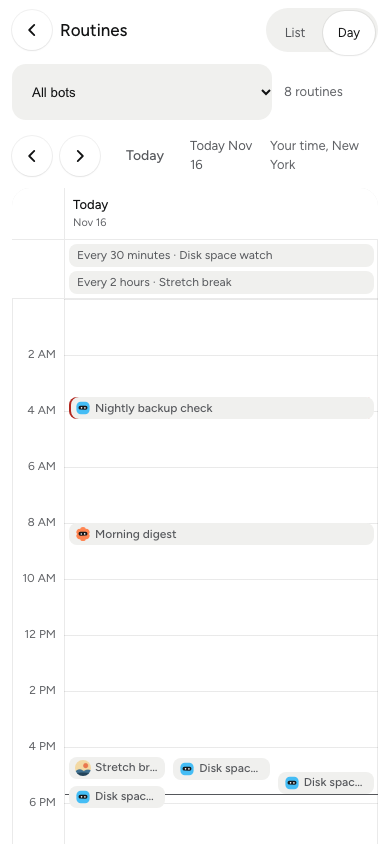 Routines
List
Day
All bots
8 routines
Today
Today Nov
16
Your time, New
York
Today
Nov 16
Every 30 minutes · Disk space watch
Every 2 hours · Stretch break
2 AM
4 AM
Nightly backup check
6 AM
8 AM
Morning digest
10 AM
12 PM
2 PM
4 PM
Stretch br...
Disk spac...
Disk spac...
Disk spac...
6 PM